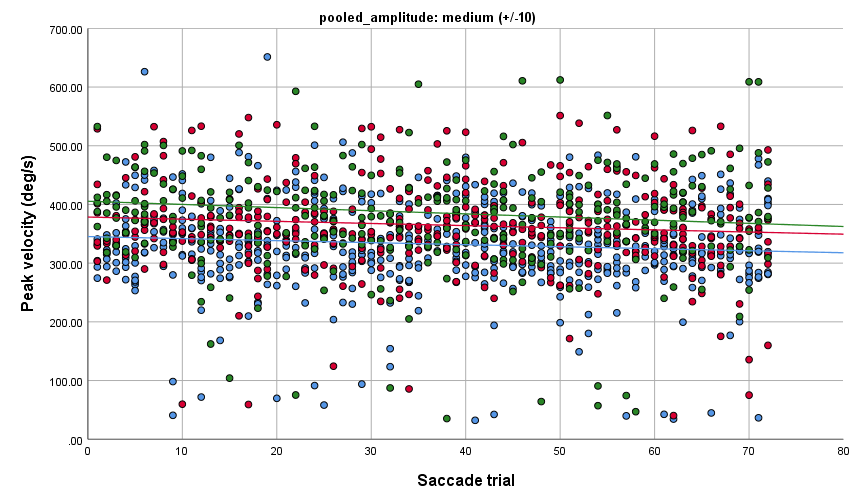 pooled_amplitude: medium (+/-10)
700.00
600.00
500.00
400.00
300.00
200.00
100.00
.00
Peak velocity (deg/s)
0 10 20 30 40 50 60 70 80
Saccade trial